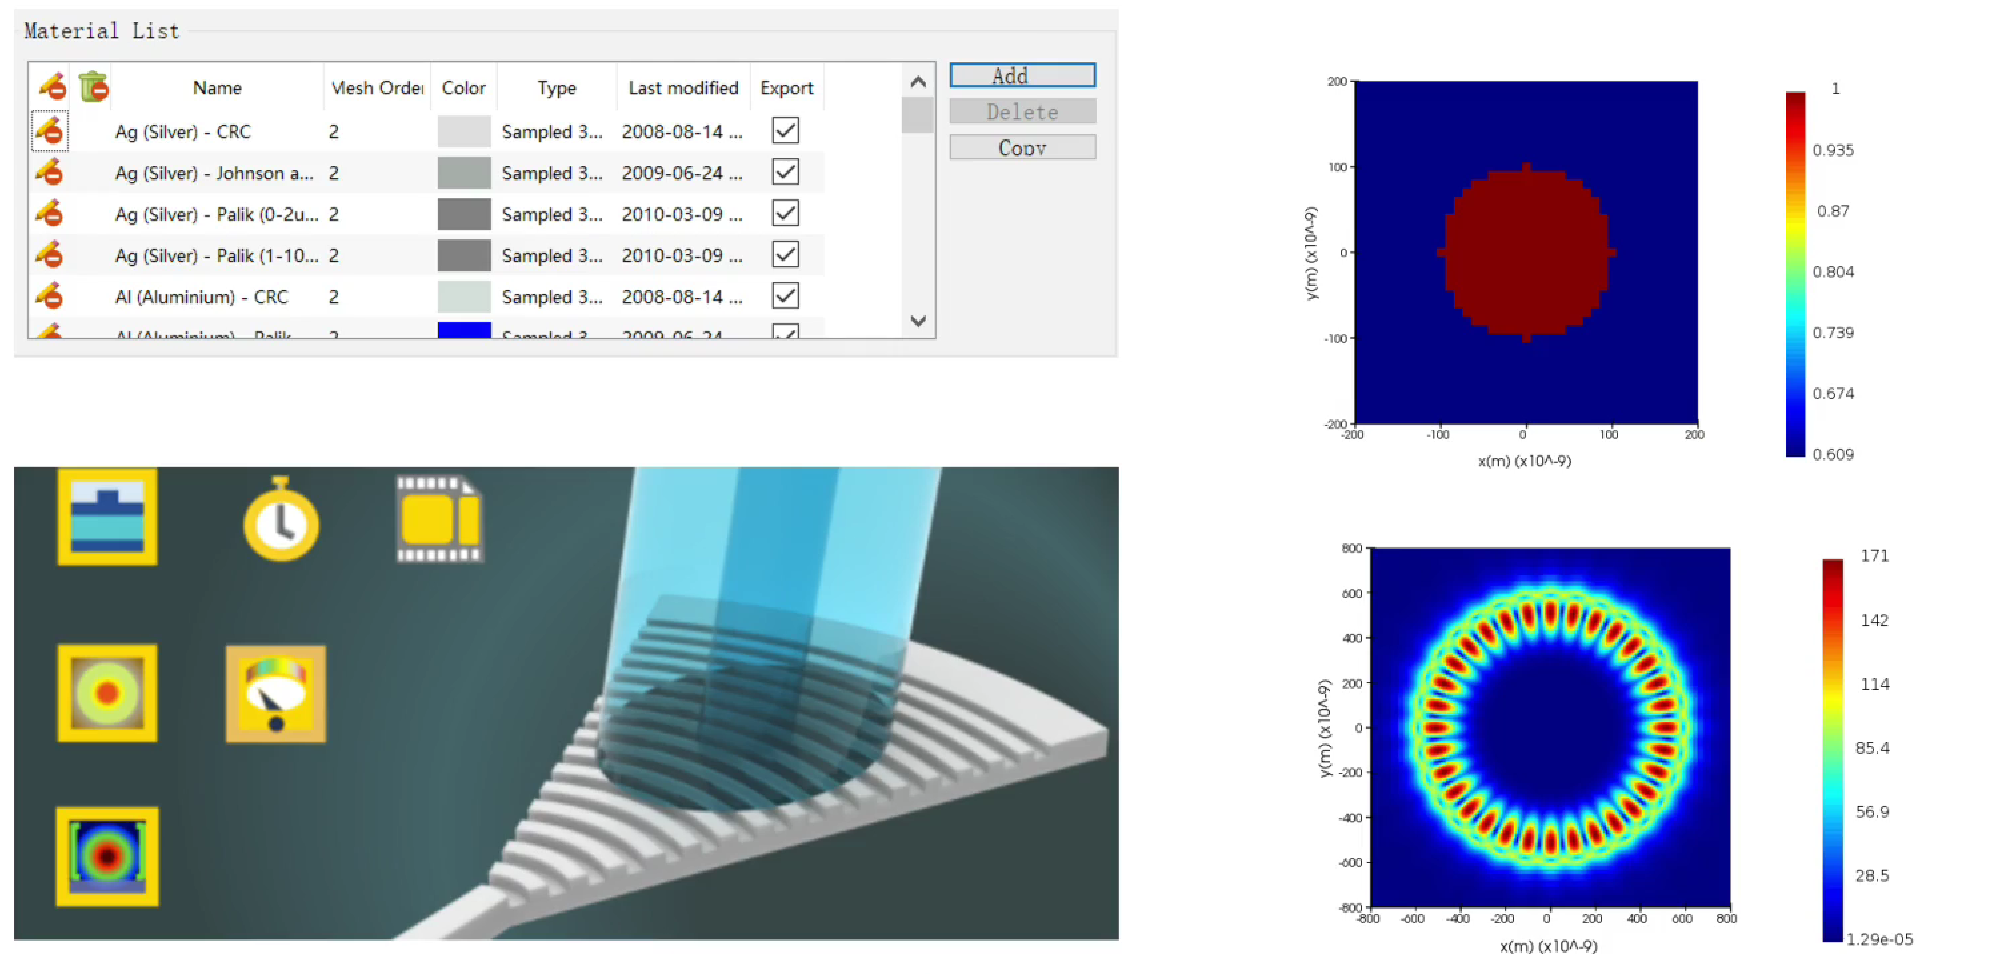 Material List
Name Mesh Order Color Type Last modified Export
Ag (Silver) - CRC 2 Sampled 3... 2008-08-14 ...
Ag (Silver) - Johnson a... 2 Sampled 3... 2009-06-24 ...
Ag (Silver) - Palik (0-2u... 2 Sampled 3... 2010-03-09 ...
Ag (Silver) - Palik (1-10... 2 Sampled 3... 2010-03-09 ...
Al (Aluminium) - CRC 2 Sampled 3... 2008-08-14 ...
Al (Aluminium) - Palik 2 Sampled 3 2009-06-24
Add
Delete
Copy
200
100
0
-100
-200
y(m) (x10^-9)
-200 -100 0 100 200
x(m) (x10^-9)
1
0.935
0.87
0.804
0.739
0.674
0.609
800
600
400
200
0
-200
-400
-600
-800
y(m) (x10^-9)
-800 -600 -400 -200 0 200 400 600 800
x(m) (x10^-9)
171
142
114
85.4
56.9
28.5
1.29e-05